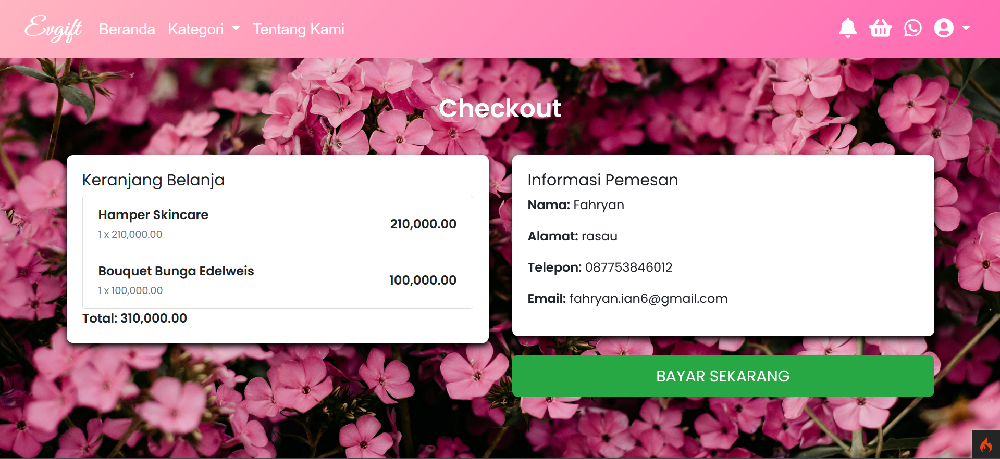 Evgift Beranda Kategori Tentang Kami
Checkout
Keranjang Belanja
Hamper Skincare
1 x 210,000.00
210,000.00
Bouquet Bunga Edelweis
1 x 100,000.00
100,000.00
Total: 310,000.00
Informasi Pemesan
Nama: Fahryan
Alamat: rasau
Telepon: 087753846012
Email: fahryan.ian6@gmail.com
BAYAR SEKARANG